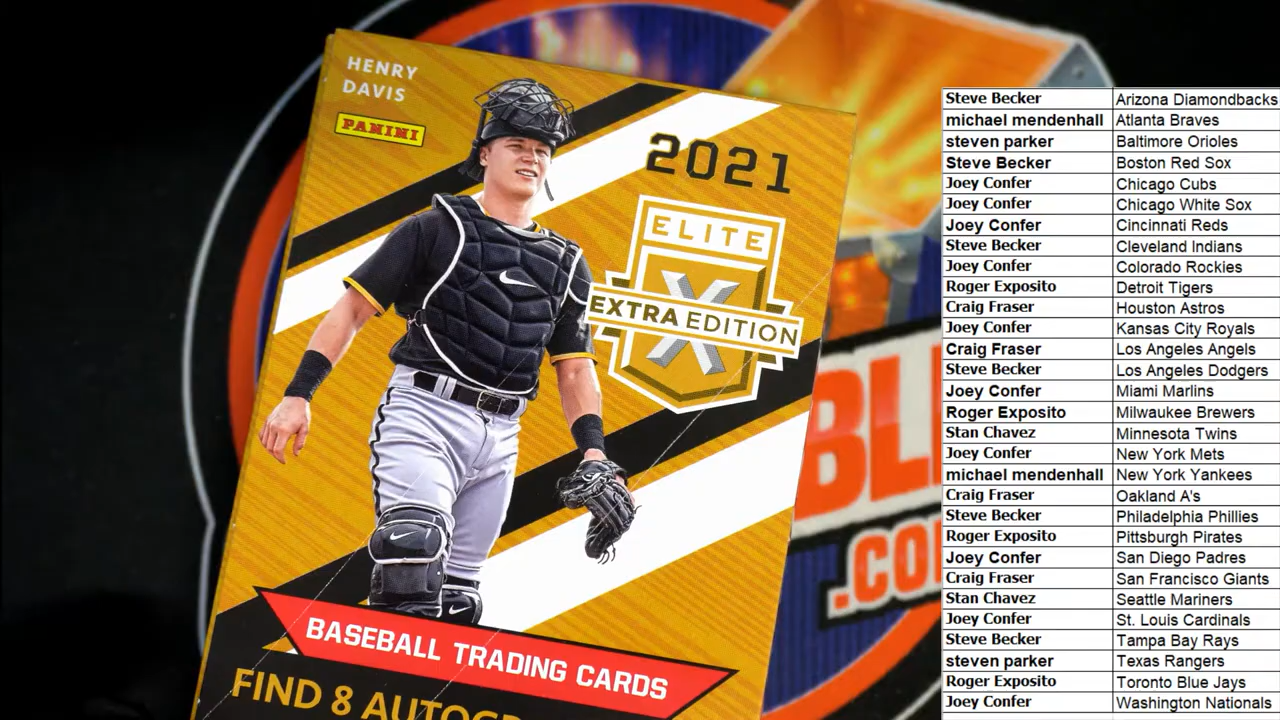 HENRY
DAVIS
PANINI
2021
ELITE
X
EXTRA EDITION
BASEBALL TRADING CARDS
FIND 8
.CO
Steve Becker Arizona Diamondbacks
michael mendenhall Atlanta Braves
steven parker Baltimore Orioles
Steve Becker Boston Red Sox
Joey Confer Chicago Cubs
Joey Confer Chicago White Sox
Joey Confer Cincinnati Reds
Steve Becker Cleveland Indians
Joey Confer Colorado Rockies
Roger Exposito Detroit Tigers
Craig Fraser Houston Astros
Joey Confer Kansas City Royals
Craig Fraser Los Angeles Angels
Steve Becker Los Angeles Dodgers
Joey Confer Miami Marlins
Roger Exposito Milwaukee Brewers
Stan Chavez Minnesota Twins
Joey Confer New York Mets
michael mendenhall New York Yankees
Craig Fraser Oakland A's
Steve Becker Philadelphia Phillies
Roger Exposito Pittsburgh Pirates
Joey Confer San Diego Padres
Craig Fraser San Francisco Giants
Stan Chavez Seattle Mariners
Joey Confer St. Louis Cardinals
Steve Becker Tampa Bay Rays
steven parker Texas Rangers
Roger Exposito Toronto Blue Jays
Joey Confer Washington Nationals